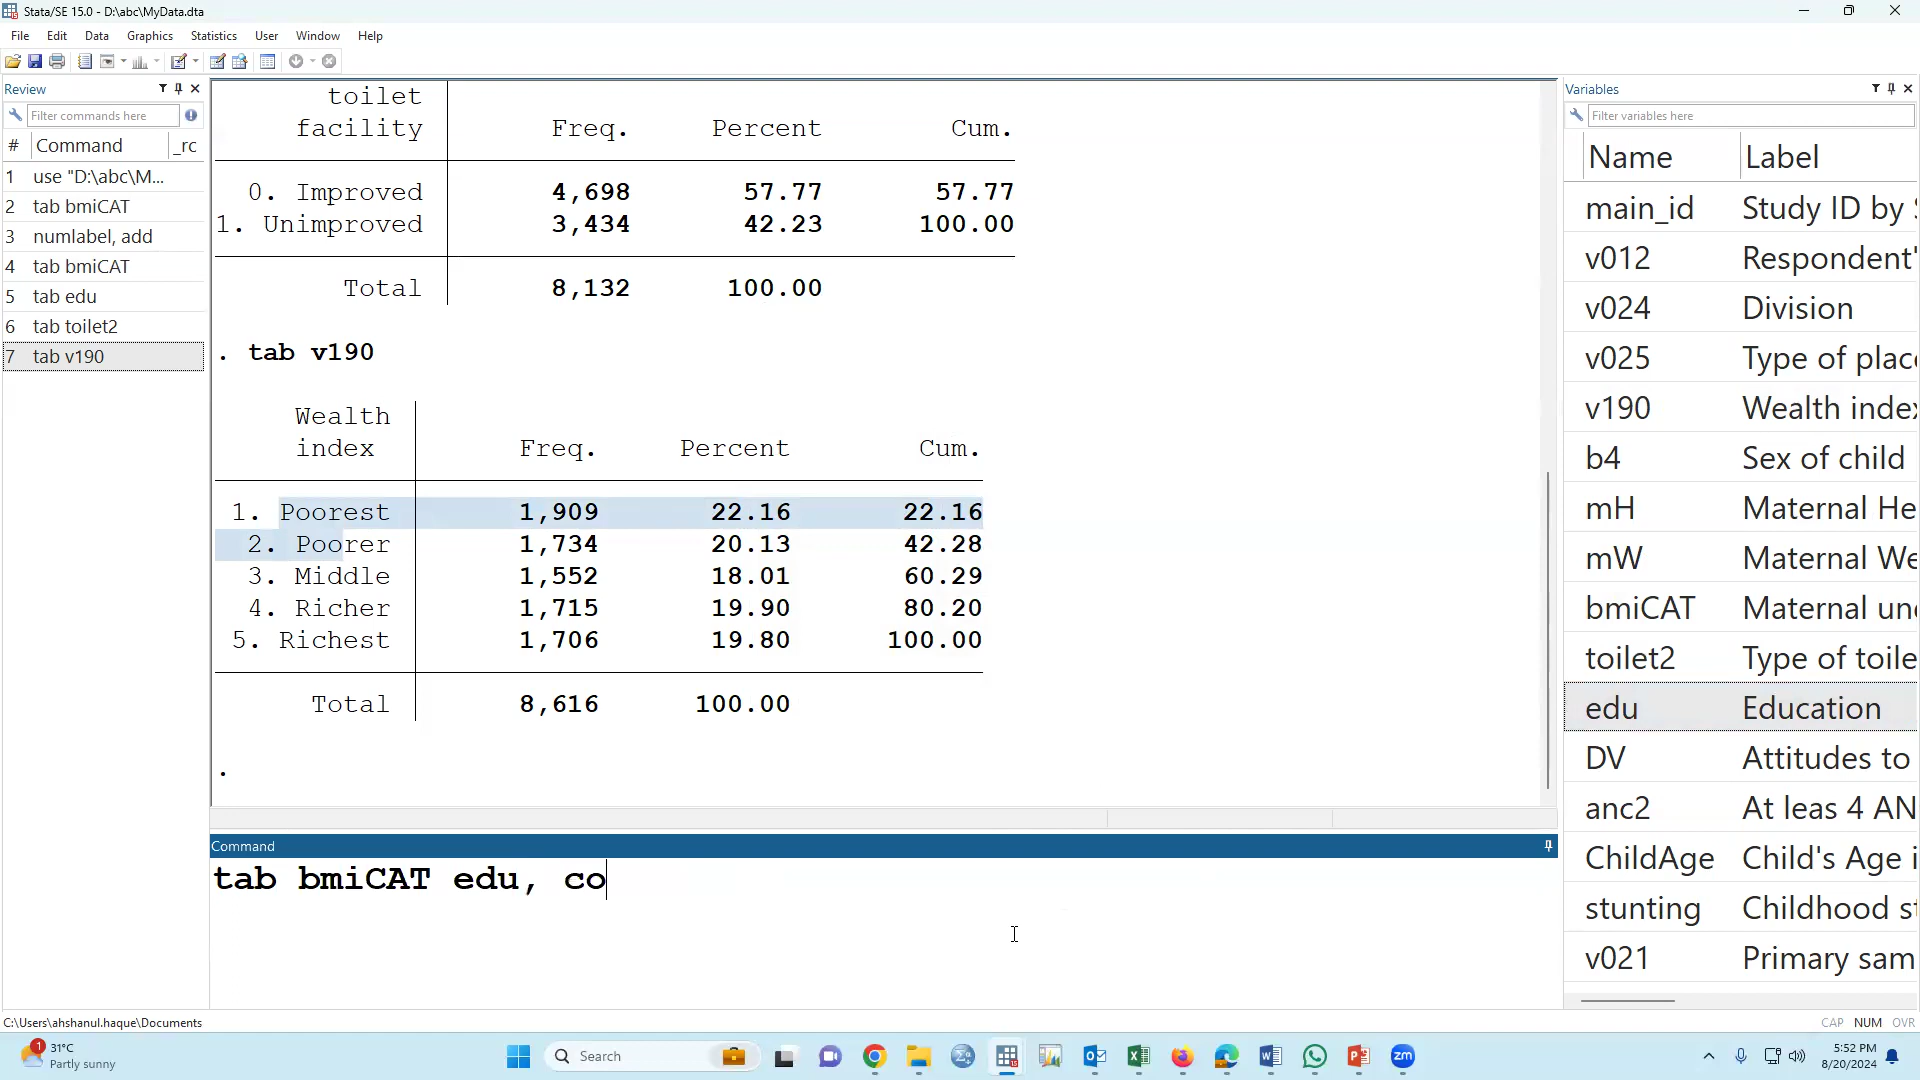 Stata/SE 15.0 - D:\abc\MyData.dta
File Edit Data Graphics Statistics User Window Help
Review
Filter commands here
# Command _rc
1 use "D:\abc\M...
2 tab bmiCAT
3 numlabel, add
4 tab bmiCAT
5 tab edu
6 tab toilet2
7 tab v190
toilet
facility Freq. Percent Cum.
0. Improved 4,698 57.77 57.77
1. Unimproved 3,434 42.23 100.00
Total 8,132 100.00
. tab v190
Wealth
index Freq. Percent Cum.
1. Poorest 1,909 22.16 22.16
2. Poorer 1,734 20.13 42.28
3. Middle 1,552 18.01 60.29
4. Richer 1,715 19.90 80.20
5. Richest 1,706 19.80 100.00
Total 8,616 100.00
.
Command
tab bmiCAT edu, co
Variables
Filter variables here
Name Label
main_id Study ID by
v012 Respondent'
v024 Division
v025 Type of plac
v190 Wealth index
b4 Sex of child
mH Maternal He
mW Maternal We
bmiCAT Maternal un
toilet2 Type of toile
edu Education
DV Attitudes to
anc2 At leas 4 AN
ChildAge Child's Age i
stunting Childhood st
v021 Primary sam
C:\Users\ahshanul.haque\Documents
CAP NUM OVR
1
31°C
Partly sunny
Search
zm
5:52 PM
8/20/2024